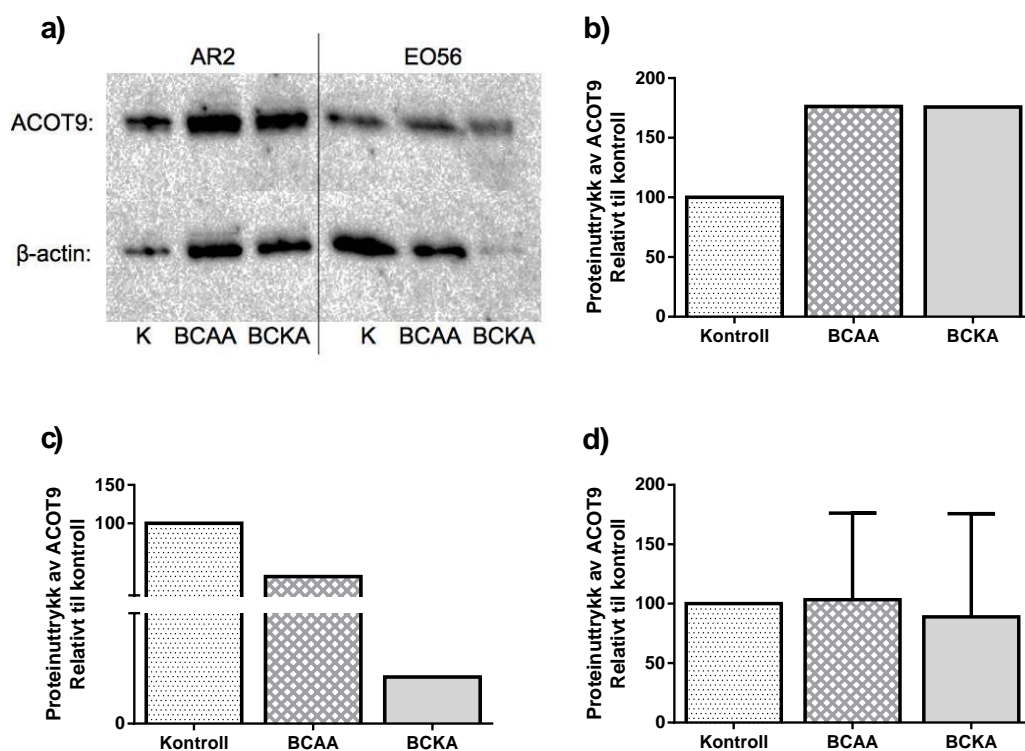 a)
AR2 EO56
ACOT9:
β-actin:
K BCAA BCKA K BCAA BCKA
b)
Proteinuttrykk av ACOT9
Relativt til kontroll
200
150
100
50
0
Kontroll BCAA BCKA
c)
Proteinuttrykk av ACOT9
Relativt til kontroll
150
100
0
Kontroll BCAA BCKA
d)
Proteinuttrykk av ACOT9
Relativt til kontroll
200
150
100
50
0
Kontroll BCAA BCKA